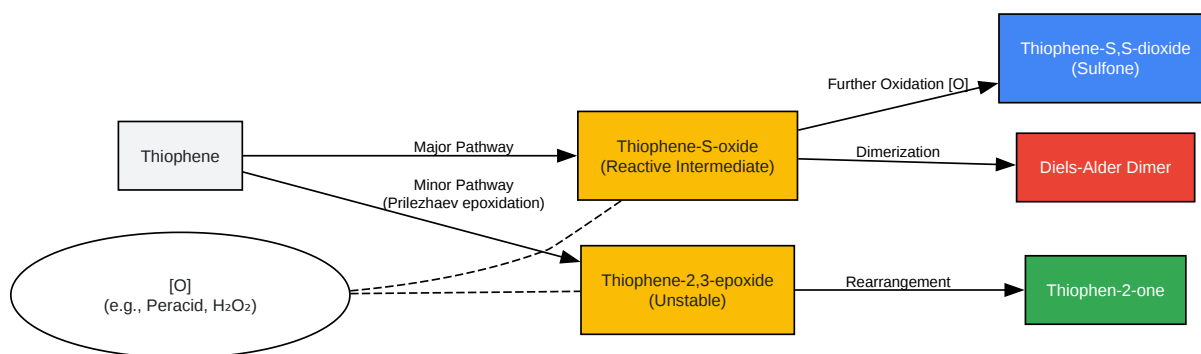 Thiophene-S,S-dioxide
(Sulfone)
Further Oxidation [O]
Thiophene
Major Pathway
Thiophene-S-oxide
(Reactive Intermediate)
Dimerization
Diels-Alder Dimer
Minor Pathway
(Prilezhaev epoxidation)
[O]
(e.g., Peracid, H₂O₂)
Thiophene-2,3-epoxide
(Unstable)
Rearrangement
Thiophen-2-one